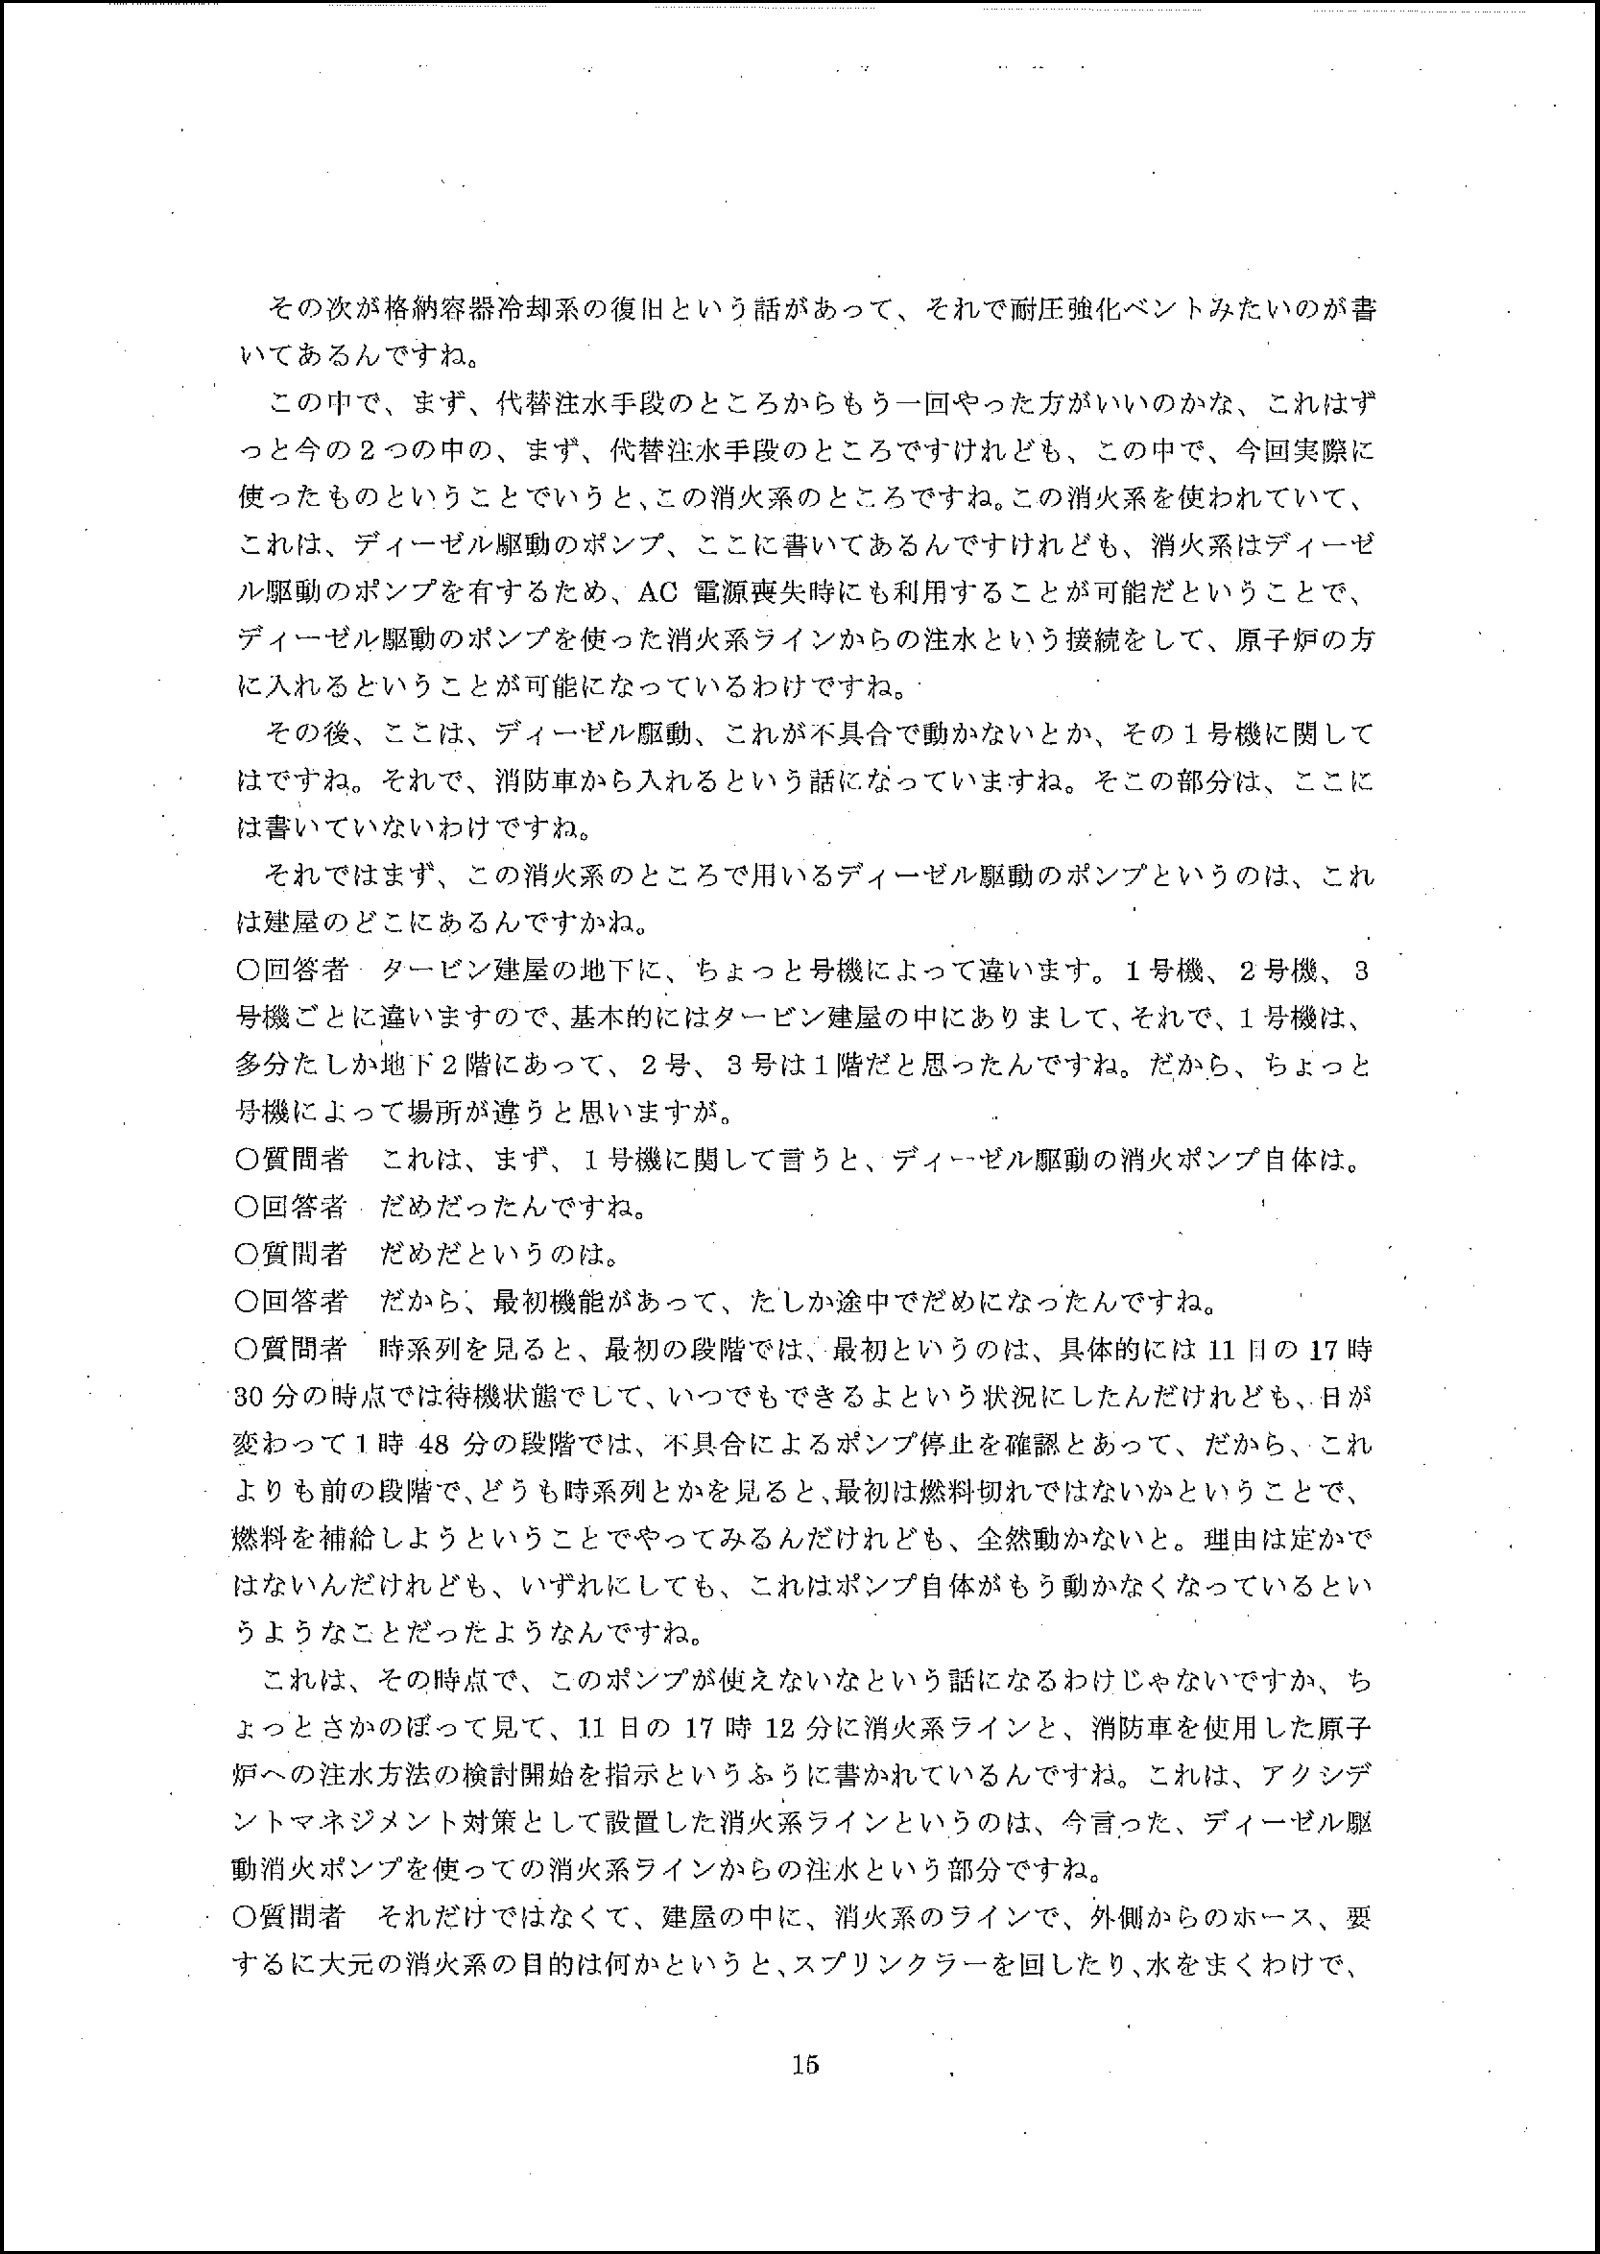 その次が格納容器冷却系の復旧という話があって、それで耐圧強化ベントみたいのが書
いてあるんですね。
この中で、まず、代替注水手段のところからもう一回やった方がいいのかな、これはず
っと今の２つの中の、まず、代替注水手段のところですけれども、この中で、今回実際に
使ったものということでいうと、この消火系のところですね。この消火系を使われていて、
これは、ディーゼル駆動のポンプ、ここに書いてあるんですけれども、消火系はディーゼ
ル駆動のポンプを有するため、AC 電源喪失時にも利用することが可能だということで、
ディーゼル駆動のポンプを使った消火系ラインからの注水という接続をして、原子炉の方
に入れるということが可能になっているわけですね。
その後、ここは、ディーゼル駆動、これが不具合で動かないとか、その１号機に関して
はですね。それで、消防車から入れるという話になっていますね。そこの部分は、ここに
は書いていないわけですね。
それではまず、この消火系のところで用いるディーゼル駆動のポンプというのは、これ
は建屋のどこにあるんですかね。
○回答者　タービン建屋の地下に、ちょっと号機によって違います。１号機、２号機、３
号機ごとに違いますので、基本的にはタービン建屋の中にありまして、それで、１号機は、
多分たしか地下２階にあって、２号、３号は１階だと思ったんですね。だから、ちょっと
号機によって場所が違うと思いますが。
○質問者　これは、まず、１号機に関して言うと、ディーゼル駆動の消火ポンプ自体は。
○回答者　だめだったんですね。
○質問者　だめだというのは。
○回答者　だから、最初機能があって、たしか途中でだめになったんですね。
○質問者　時系列を見ると、最初の段階では、最初というのは、具体的には 11 日の 17 時
30 分の時点では待機状態でして、いつでもできるよという状況にしたんだけれども、日が
変わって１時 48 分の段階では、不具合によるポンプ停止を確認とあって、だから、これ
よりも前の段階で、どうも時系列とかを見ると、最初は燃料切れではないかということで、
燃料を補給しようということでやってみるんだけれども、全然動かないと。理由は定かで
はないんだけれども、いずれにしても、これはポンプ自体がもう動かなくなっているとい
うようなことだったようなんですね。
これは、その時点で、このポンプが使えないなという話になるわけじゃないですか、ち
ょっとさかのぼって見て、11 日の 17 時 12 分に消火系ラインと、消防車を使用した原子
炉への注水方法の検討開始を指示というふうに書かれているんですね。これは、アクシデ
ントマネジメント対策として設置した消火系ラインというのは、今言った、ディーゼル駆
動消火ポンプを使っての消火系ラインからの注水という部分ですね。
○質問者　それだけではなくて、建屋の中に、消火系のラインで、外側からのホース、要
するに大元の消火系の目的は何かというと、スプリンクラーを回したり、水をまくわけで、
15